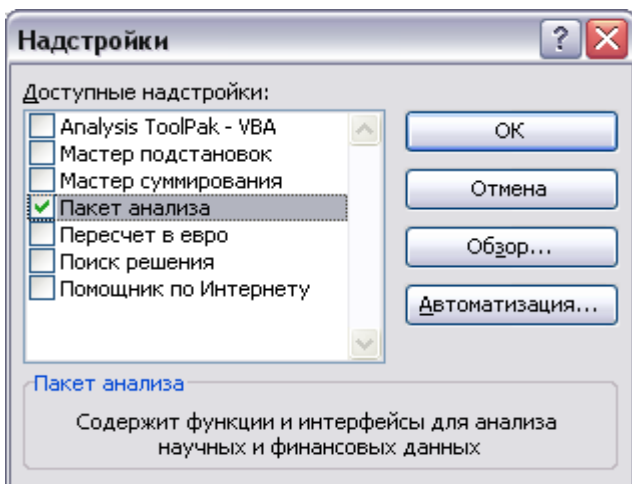 Надстройки
Доступные надстройки:
Analysis ToolPak - VBA
Мастер подстановок
Мастер суммирования
Пакет анализа
Пересчет в евро
Поиск решения
Помощник по Интернету
ОК
Отмена
Обзор...
Автоматизация...
Пакет анализа
Содержит функции и интерфейсы для анализа
научных и финансовых данных